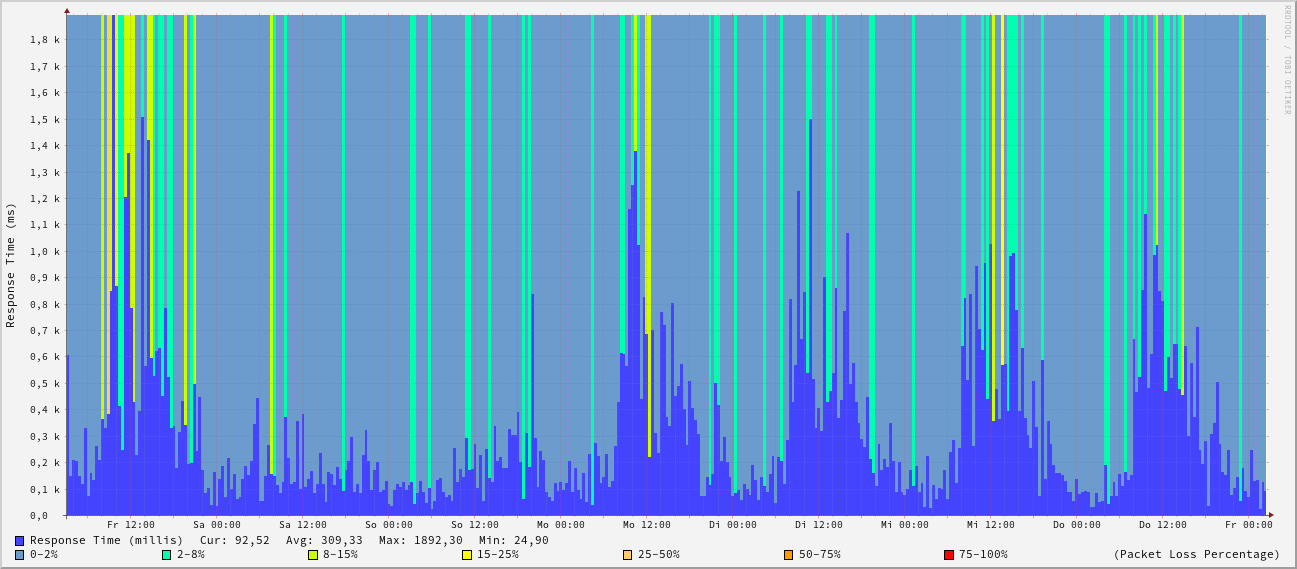 RRDTOOL / TOBI OETIKER
Response Time (ms)
1,8 k
1,7 k
1,6 k
1,5 k
1,4 k
1,3 k
1,2 k
1,1 k
1,0 k
0,9 k
0,8 k
0,7 k
0,6 k
0,5 k
0,4 k
0,3 k
0,2 k
0,1 k
0,0
Fr 12:00 Sa 00:00 Sa 12:00 So 00:00 So 12:00 Mo 00:00 Mo 12:00 Di 00:00 Di 12:00 Mi 00:00 Mi 12:00 Do 00:00 Do 12:00 Fr 00:00
Response Time (millis) Cur: 92,52 Avg: 309,33 Max: 1892,30 Min: 24,90
0-2% 2-8% 8-15% 15-25% 25-50% 50-75% 75-100% (Packet Loss Percentage)